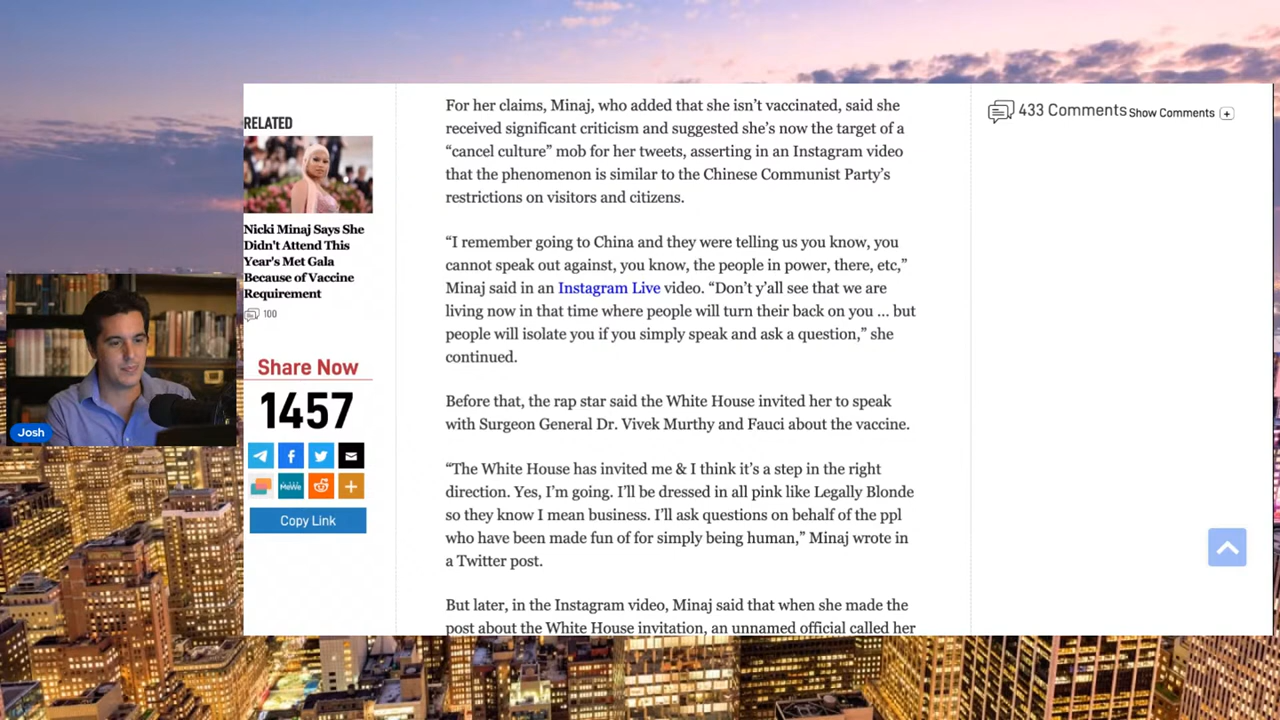 RELATED
Nicki Minaj Says She
Didn't Attend This
Year's Met Gala
Because of Vaccine
Requirement
100
Share Now
1457
MeWe
Copy Link
Josh
For her claims, Minaj, who added that she isn’t vaccinated, said she
received significant criticism and suggested she’s now the target of a
“cancel culture” mob for her tweets, asserting in an Instagram video
that the phenomenon is similar to the Chinese Communist Party’s
restrictions on visitors and citizens.
“I remember going to China and they were telling us you know, you
cannot speak out against, you know, the people in power, there, etc,”
Minaj said in an Instagram Live video. “Don’t y’all see that we are
living now in that time where people will turn their back on you ... but
people will isolate you if you simply speak and ask a question,” she
continued.
Before that, the rap star said the White House invited her to speak
with Surgeon General Dr. Vivek Murthy and Fauci about the vaccine.
“The White House has invited me & I think it’s a step in the right
direction. Yes, I’m going. I’ll be dressed in all pink like Legally Blonde
so they know I mean business. I’ll ask questions on behalf of the ppl
who have been made fun of for simply being human,” Minaj wrote in
a Twitter post.
But later, in the Instagram video, Minaj said that when she made the
post about the White House invitation, an unnamed official called her
433 Comments Show Comments +